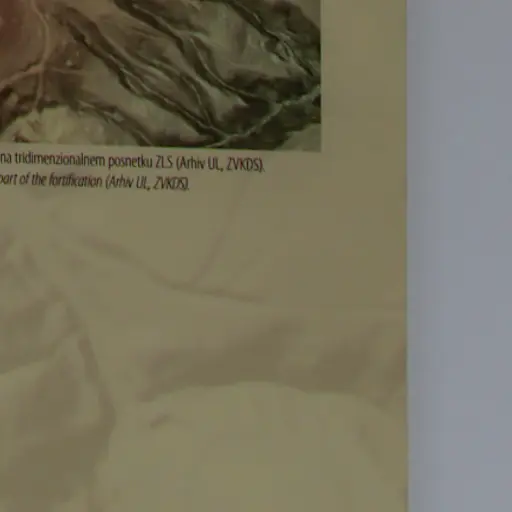 na tridimenzionalnem posnetku ZLS (Arhiv UL, ZVKDS).
part of the fortification (Arhiv UL, ZVKDS).